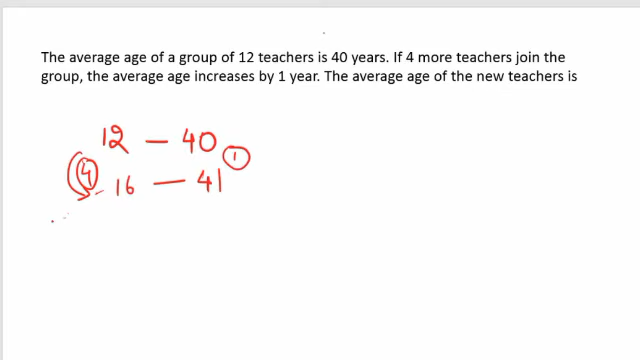 The average age of a group of 12 teachers is 40 years. If 4 more teachers join the
group, the average age increases by 1 year. The average age of the new teachers is
12 — 40
1
4
16 — 41